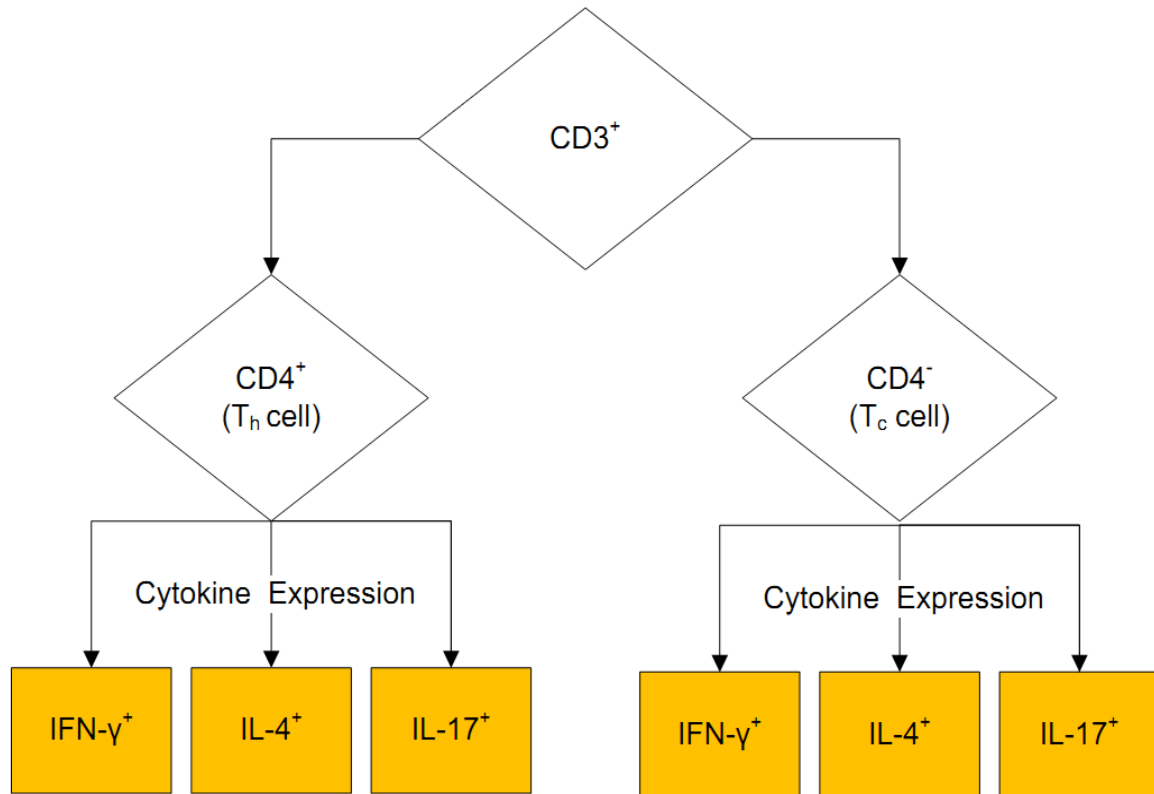 CD3⁺
CD4⁺
(Tₕ cell)
CD4⁻
(T꜀ cell)
Cytokine Expression
Cytokine Expression
IFN-γ⁺
IL-4⁺
IL-17⁺
IFN-γ⁺
IL-4⁺
IL-17⁺